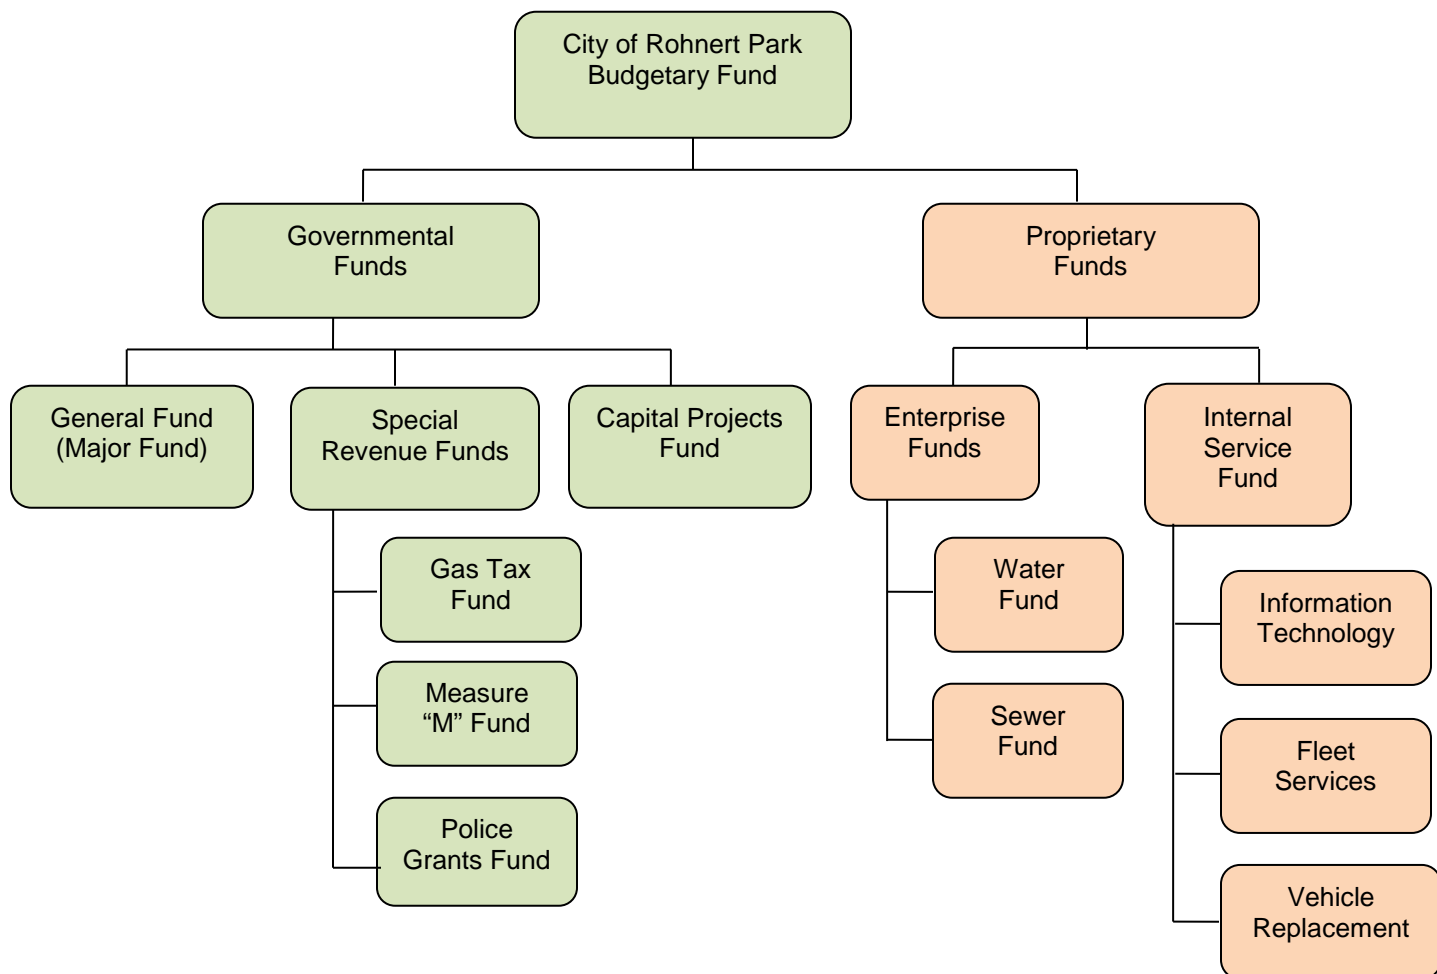 City of Rohnert Park
Budgetary Fund
Governmental
Funds
Proprietary
Funds
General Fund
(Major Fund)
Special
Revenue Funds
Capital Projects
Fund
Enterprise
Funds
Internal
Service
Fund
Gas Tax
Fund
Measure
“M” Fund
Police
Grants Fund
Water
Fund
Sewer
Fund
Information
Technology
Fleet
Services
Vehicle
Replacement